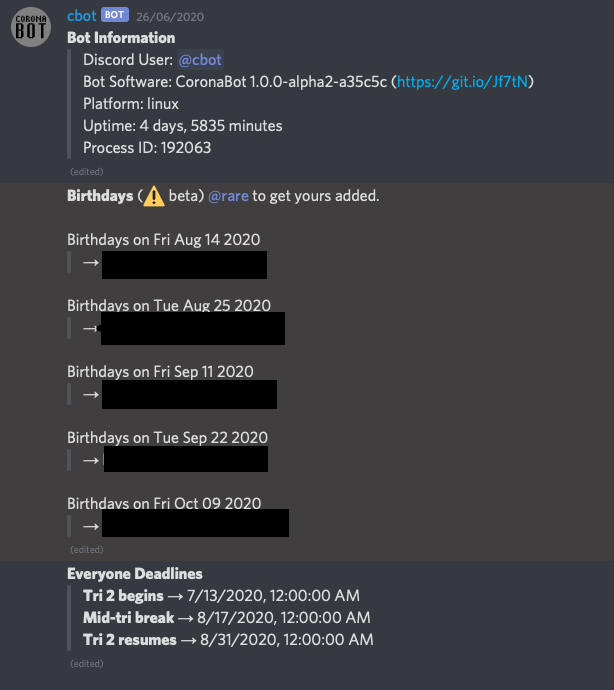 CORONA
BOT
cbot BOT 26/06/2020
Bot Information
Discord User: @cbot
Bot Software: CoronaBot 1.0.0-alpha2-a35c5c (https://git.io/Jf7tN)
Platform: linux
Uptime: 4 days, 5835 minutes
Process ID: 192063
(edited)
Birthdays (⚠️ beta) @rare to get yours added.
Birthdays on Fri Aug 14 2020
→
Birthdays on Tue Aug 25 2020
→
Birthdays on Fri Sep 11 2020
→
Birthdays on Tue Sep 22 2020
→
Birthdays on Fri Oct 09 2020
→
(edited)
Everyone Deadlines
Tri 2 begins → 7/13/2020, 12:00:00 AM
Mid-tri break → 8/17/2020, 12:00:00 AM
Tri 2 resumes → 8/31/2020, 12:00:00 AM
(edited)